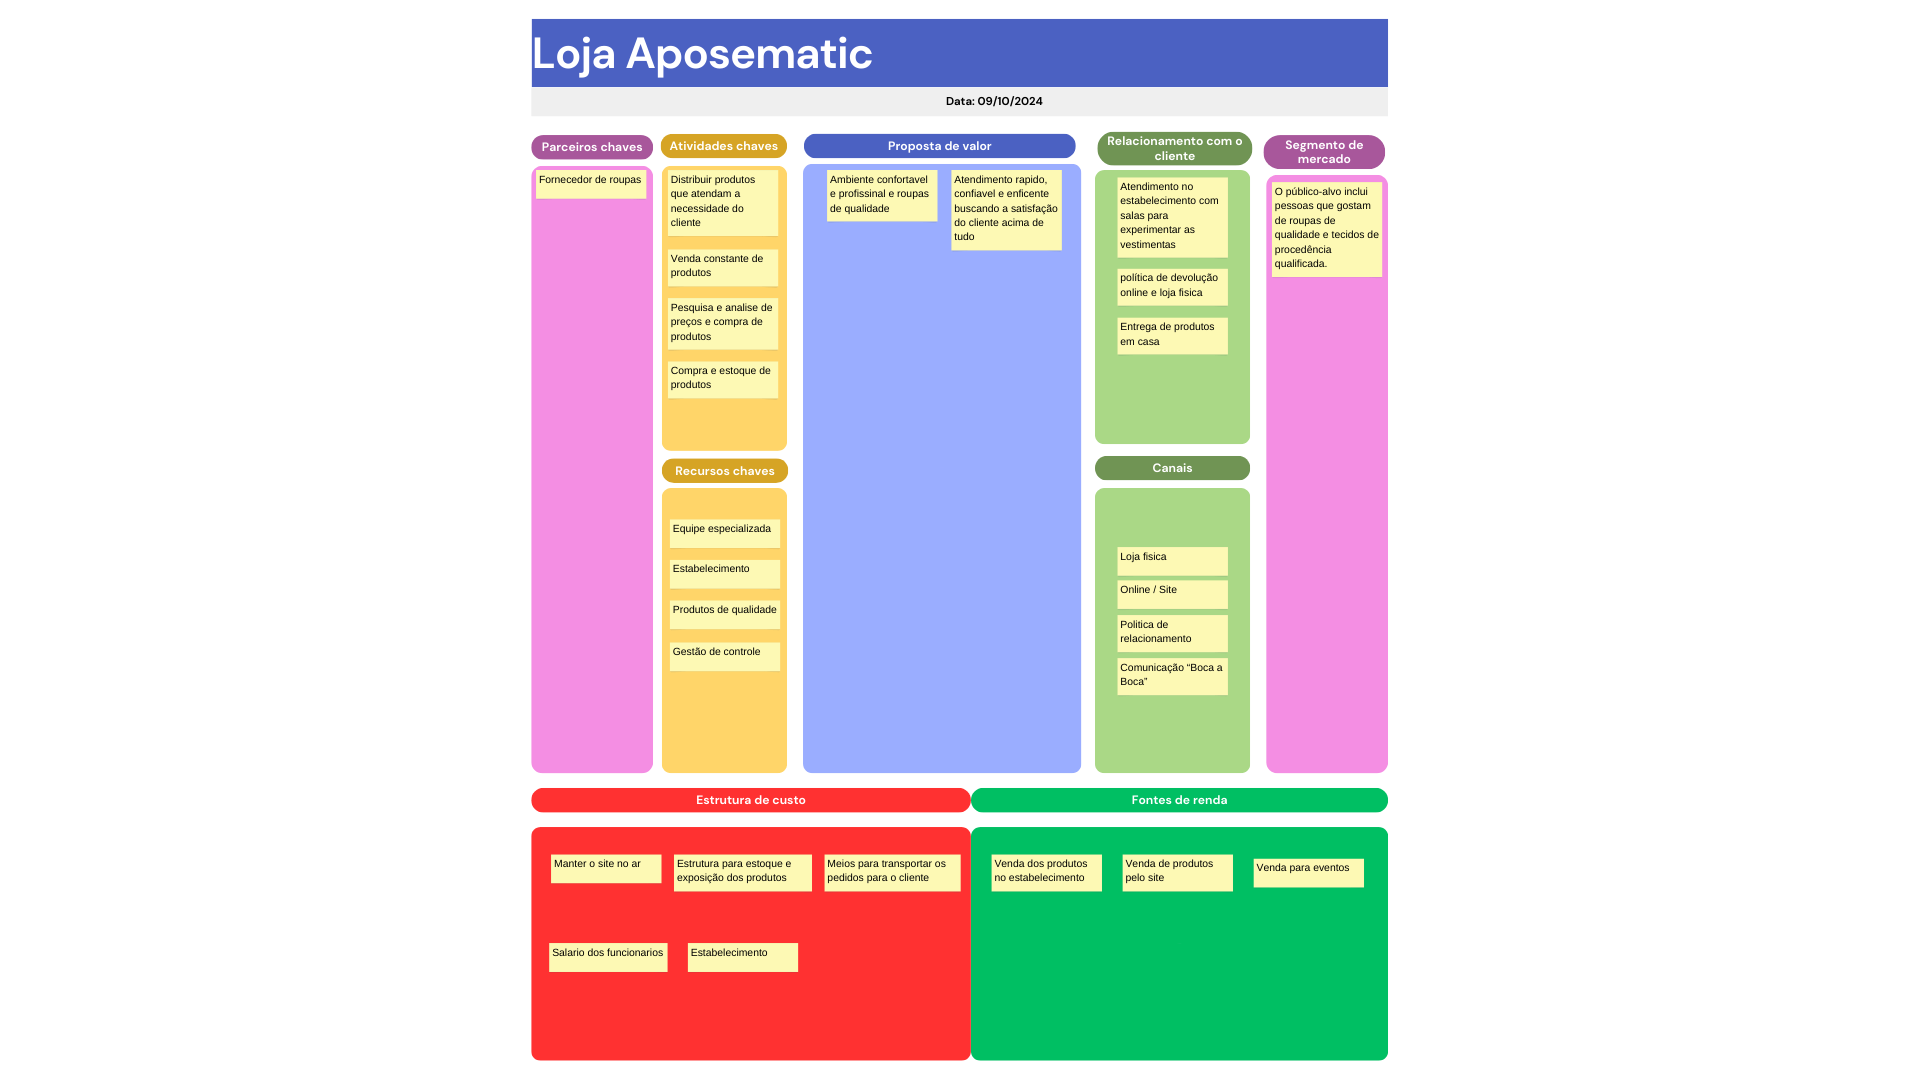 Loja Aposematic
Data: 09/10/2024
Parceiros chaves
Fornecedor de roupas
Atividades chaves
Distribuir produtos
que atendam a
necessidade do
cliente
Venda constante de
produtos
Pesquisa e analise de
preços e compra de
produtos
Compra e estoque de
produtos
Recursos chaves
Equipe especializada
Estabelecimento
Produtos de qualidade
Gestão de controle
Proposta de valor
Ambiente confortavel
e profissinal e roupas
de qualidade
Atendimento rapido,
confiavel e enficente
buscando a satisfação
do cliente acima de
tudo
Relacionamento com o
cliente
Atendimento no
estabelecimento com
salas para
experimentar as
vestimentas
política de devolução
online e loja fisica
Entrega de produtos
em casa
Canais
Loja fisica
Online / Site
Politica de
relacionamento
Comunicação “Boca a
Boca”
Segmento de
mercado
O público-alvo inclui
pessoas que gostam
de roupas de
qualidade e tecidos de
procedência
qualificada.
Estrutura de custo
Manter o site no ar
Estrutura para estoque e
exposição dos produtos
Meios para transportar os
pedidos para o cliente
Salario dos funcionarios
Estabelecimento
Fontes de renda
Venda dos produtos
no estabelecimento
Venda de produtos
pelo site
Venda para eventos